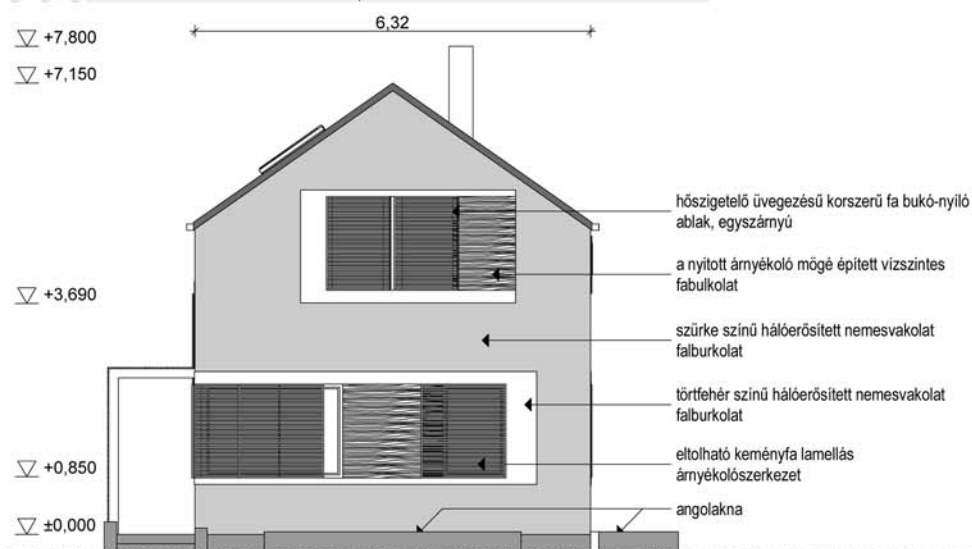 6,32
+7,800
+7,150
hőszigetelő üvegezésű korszerű fa bukó-nyiló
ablak, egyszárnyú
a nyitott árnyékoló mögé épített vizszintes
fabulkolat
+3,690
szürke színű hálóerősített nemesvakolat
falburkolat
törtfehér színű hálóerősített nemesvakolat
falburkolat
+0,850
eltolható keményfa lamellás
árnyékolószerkezet
angolakna
±0,000